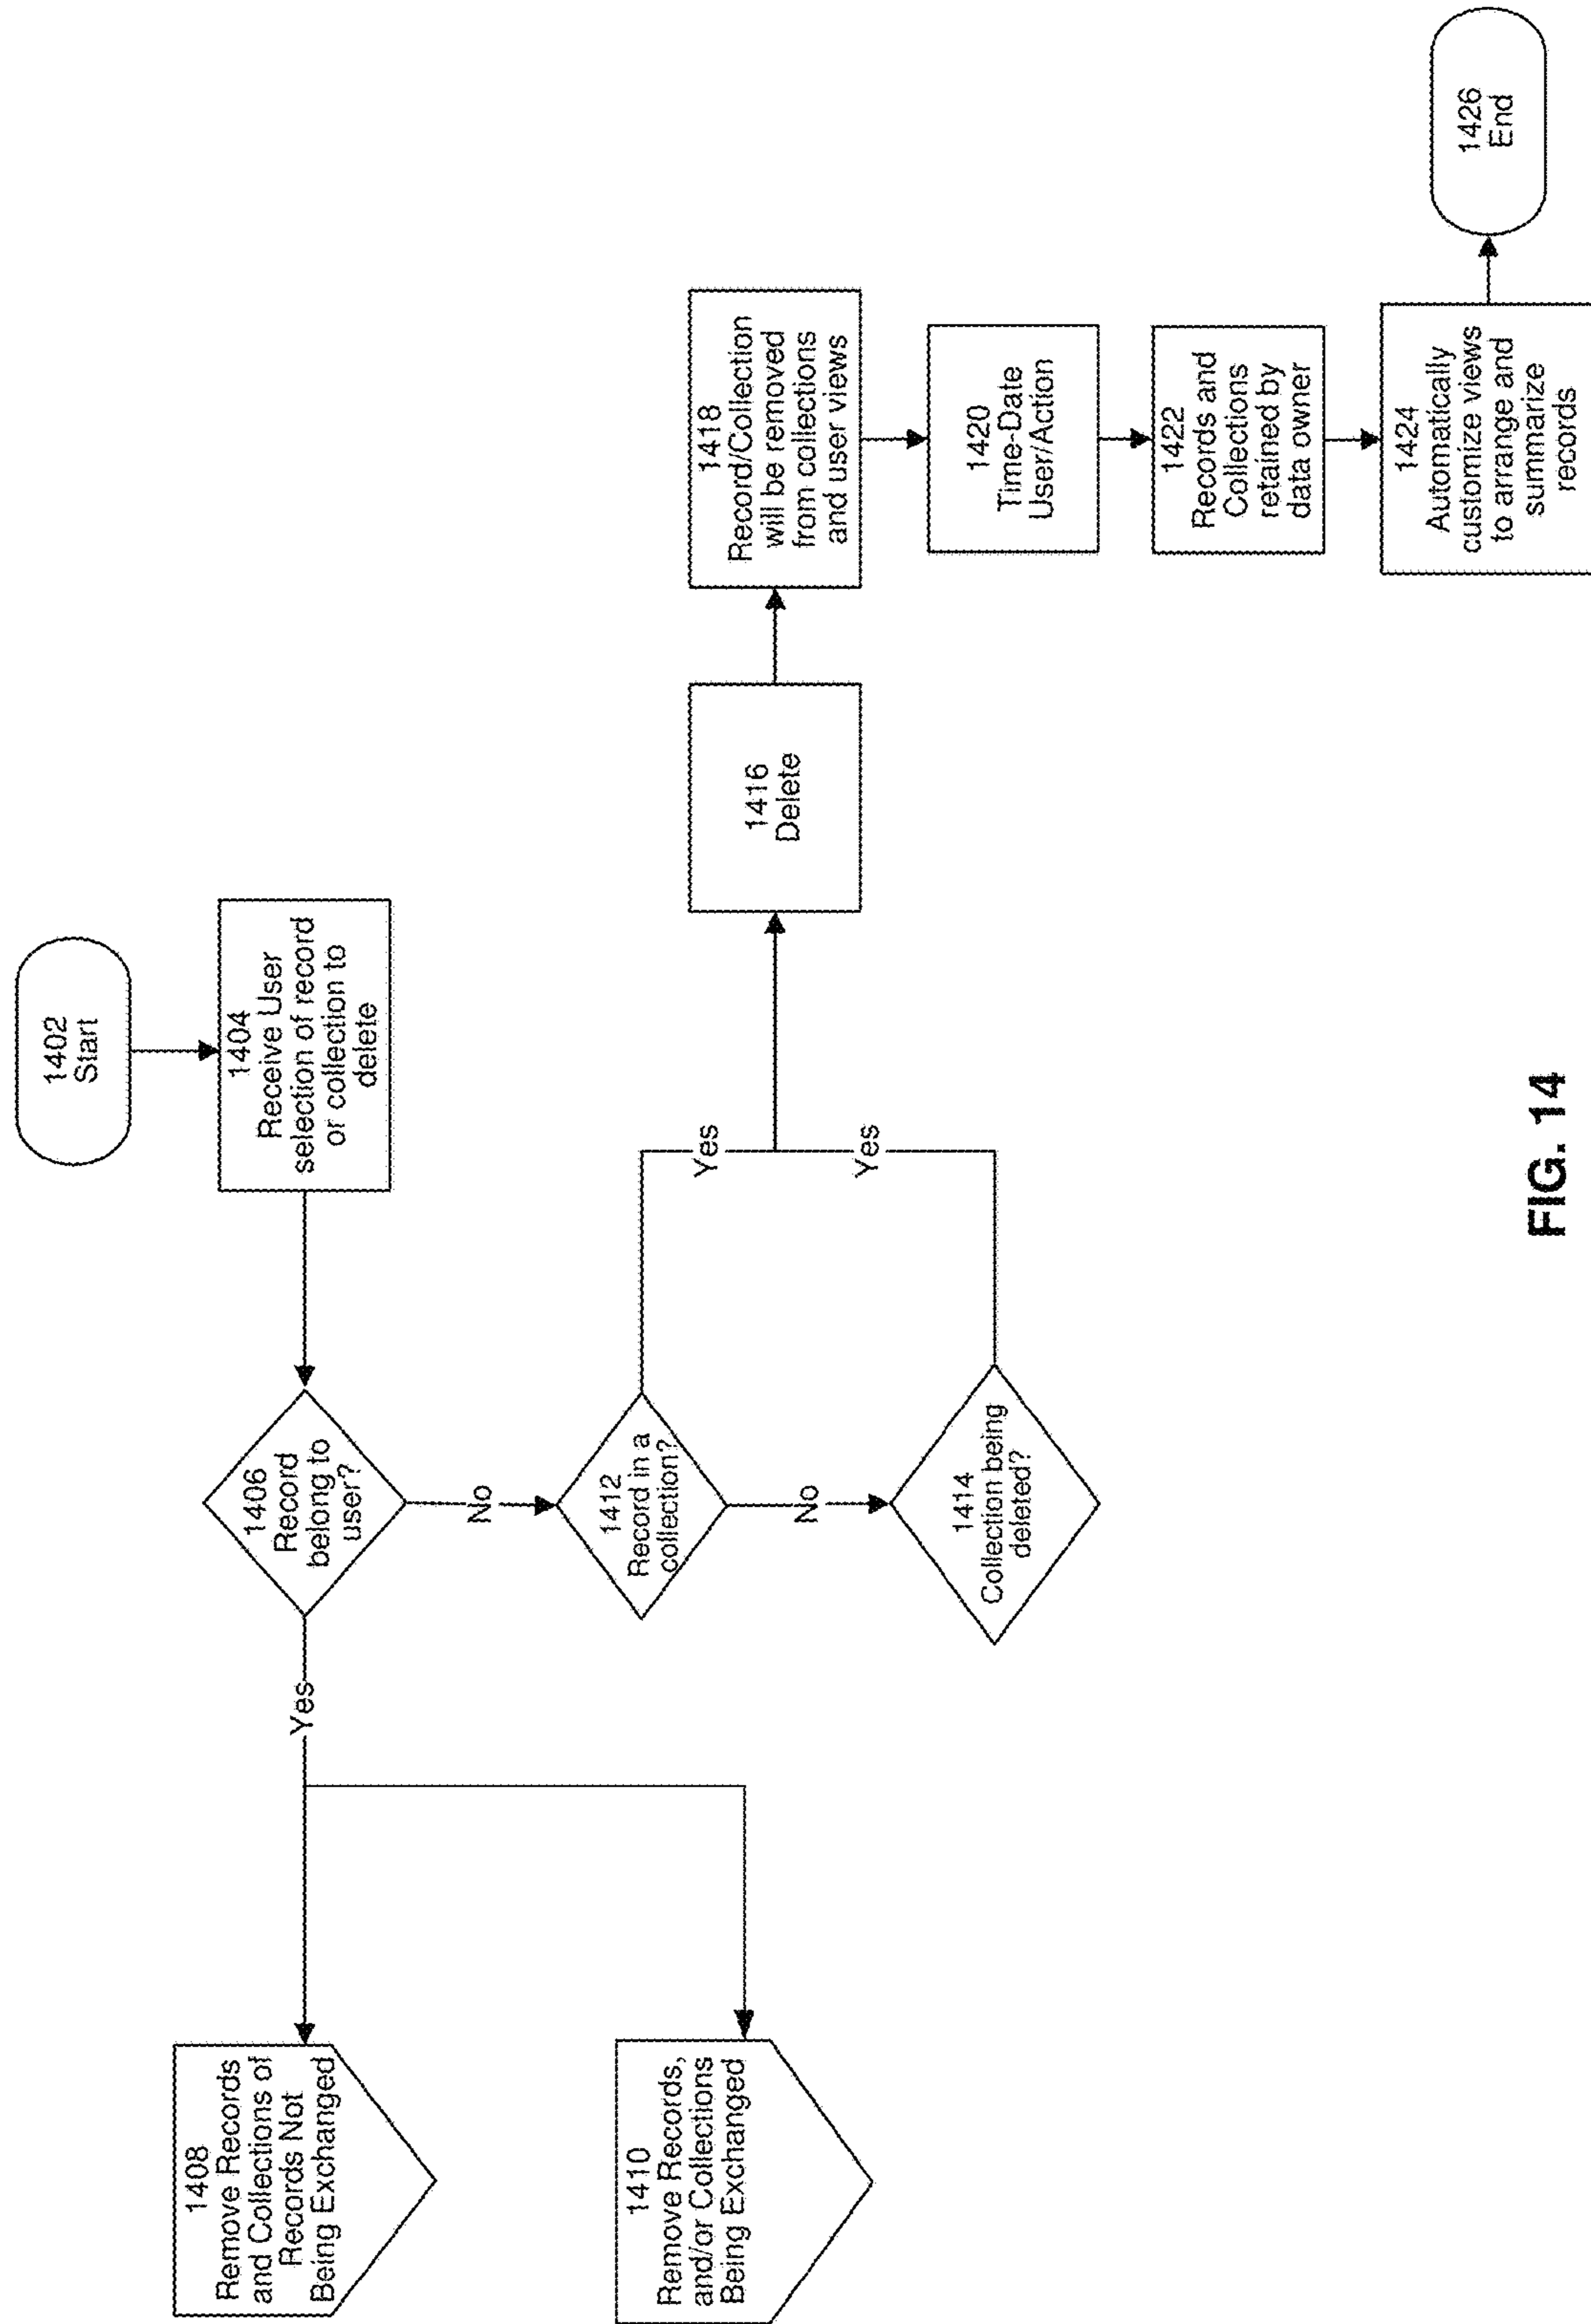 1402
Start
1404
Receive User
selection of record
or collection to
delete
1406
Record
belong to
user?
Yes
No
1408
Remove Records
and Collections of
Records Not
Being Exchanged
1410
Remove Records,
and/or Collections
Being Exchanged
1412
Record in a
collection?
Yes
No
1414
Collection being
deleted?
Yes
1416
Delete
1418
Record/Collection
will be removed
from collections
and user views
1420
Time-Date
User/Action
1422
Records and
Collections
retained by
data owner
1424
Automatically
customize views
to arrange and
summarize
records
1426
End
FIG. 14